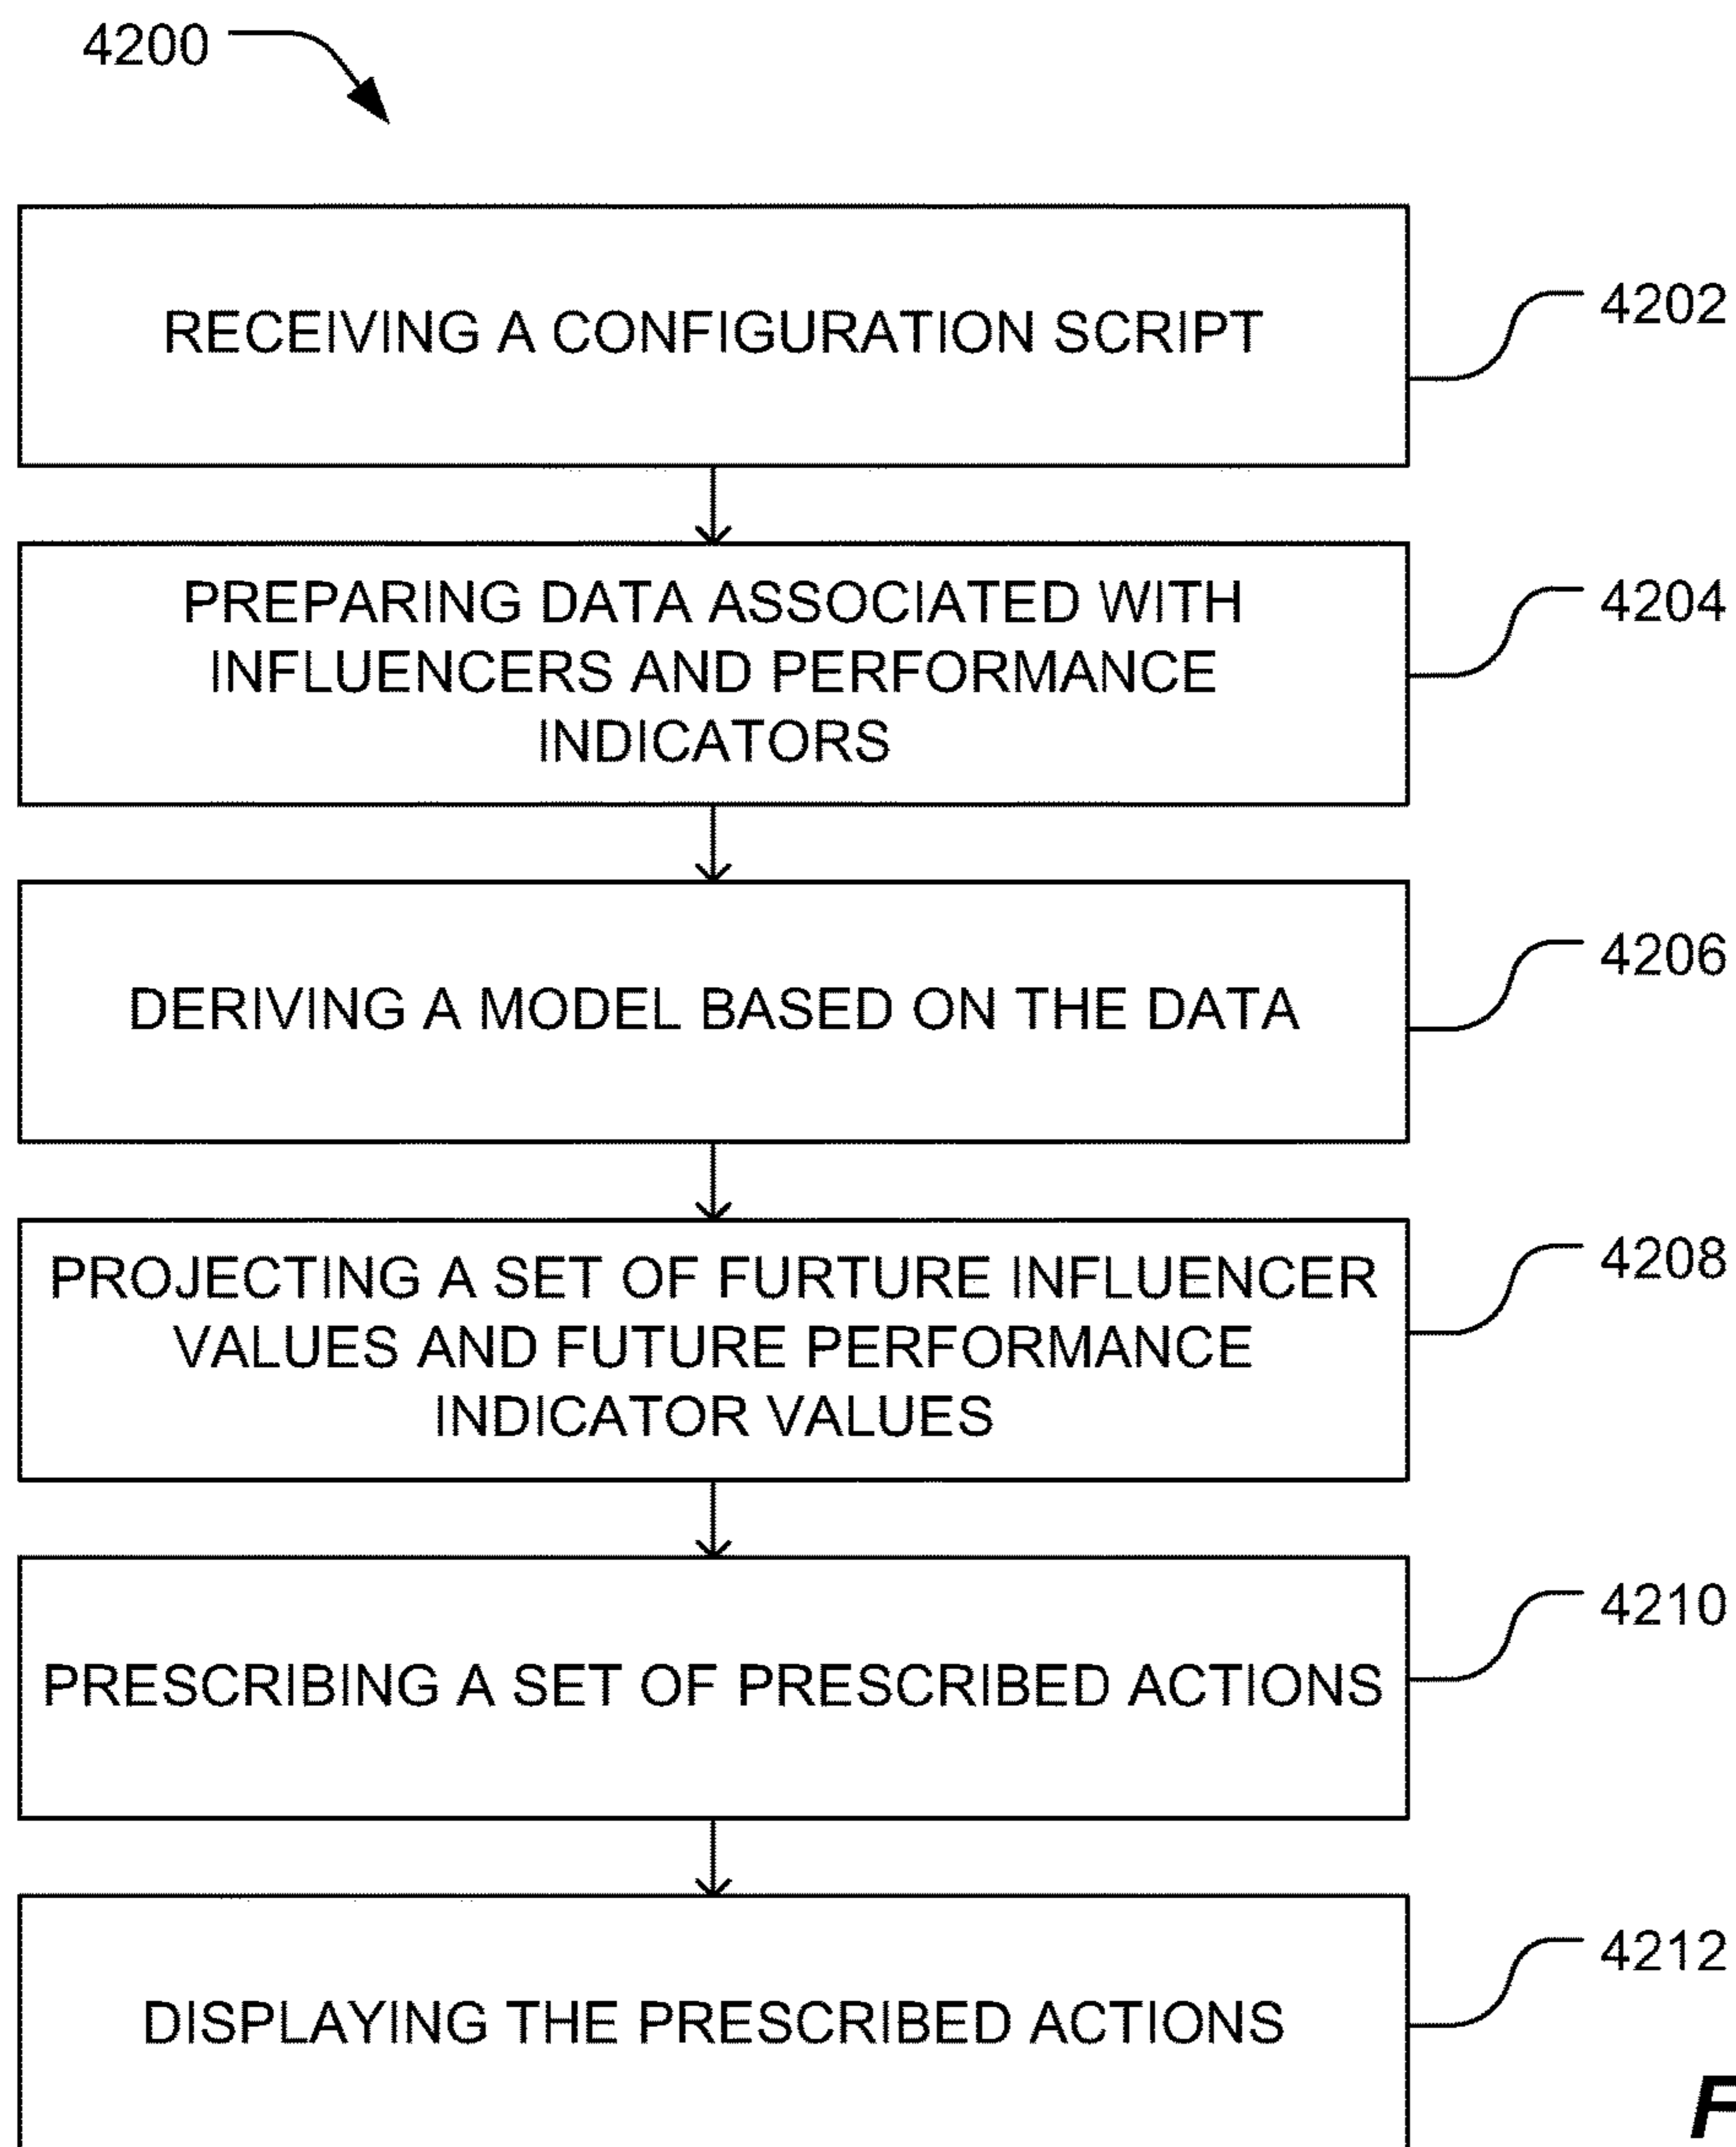 4200
RECEIVING A CONFIGURATION SCRIPT
4202
PREPARING DATA ASSOCIATED WITH
INFLUENCERS AND PERFORMANCE
INDICATORS
4204
DERIVING A MODEL BASED ON THE DATA
4206
PROJECTING A SET OF FURTURE INFLUENCER
VALUES AND FUTURE PERFORMANCE
INDICATOR VALUES
4208
PRESCRIBING A SET OF PRESCRIBED ACTIONS
4210
DISPLAYING THE PRESCRIBED ACTIONS
4212